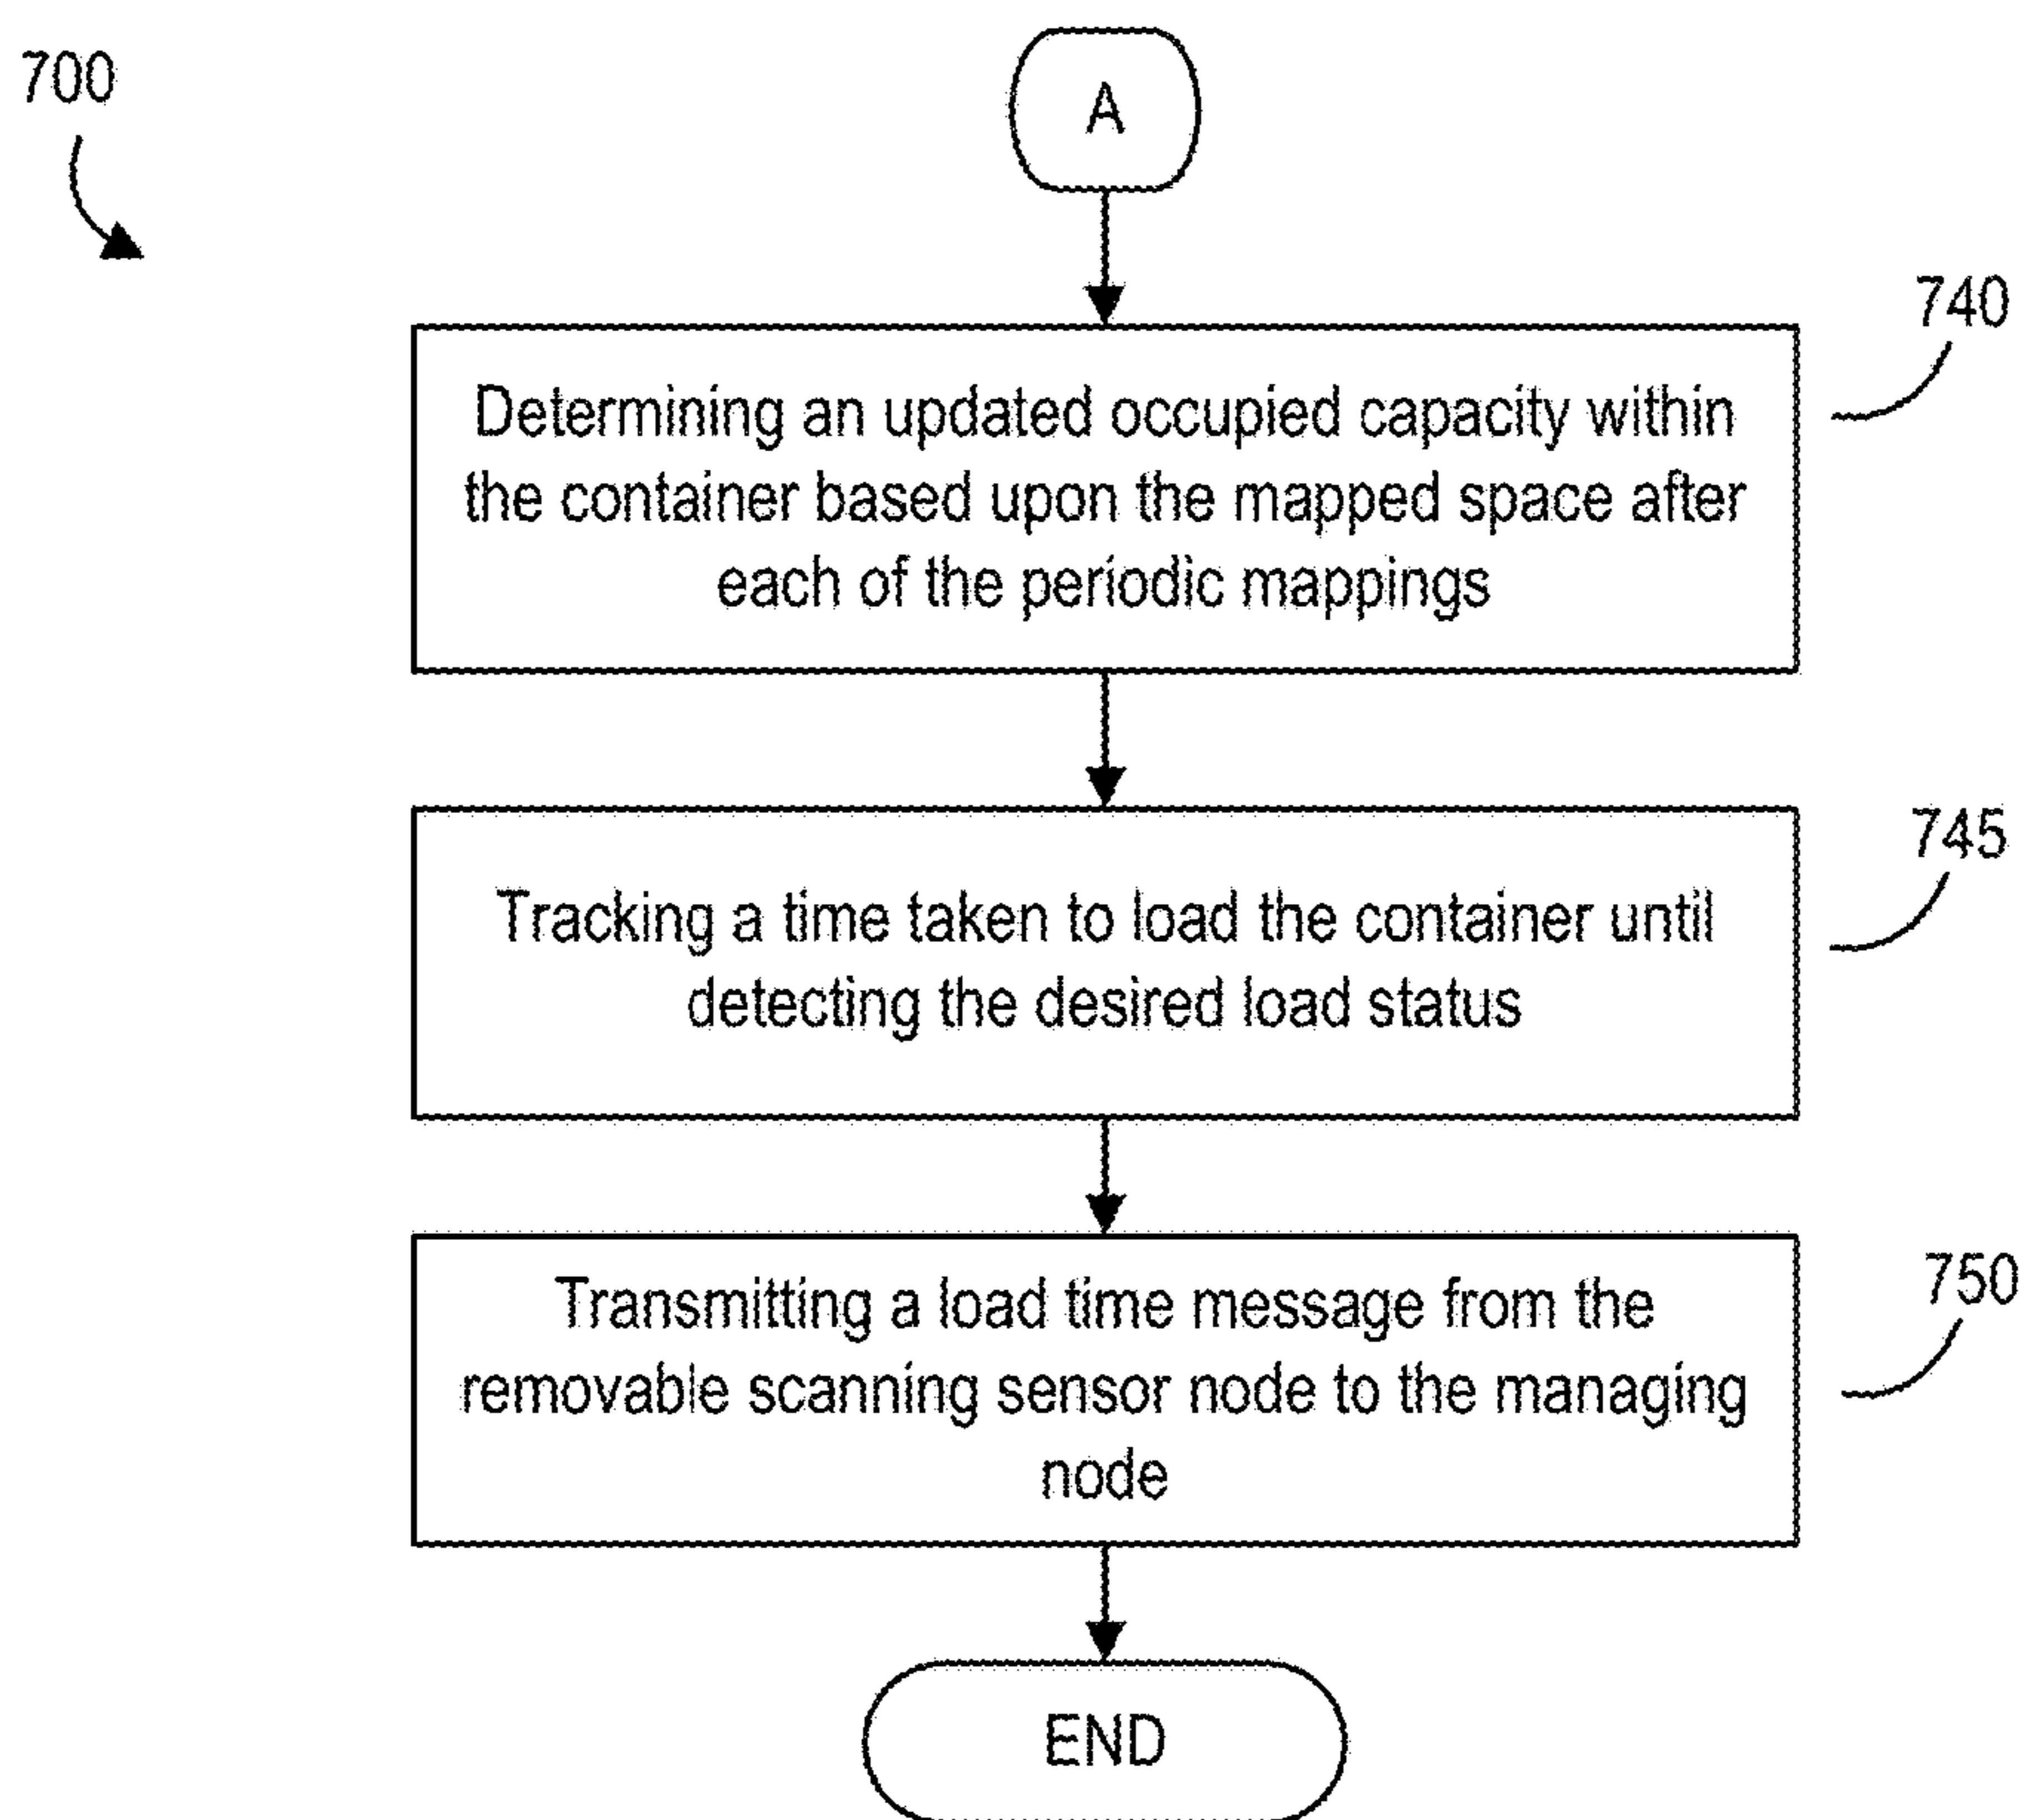 700
A
740
Determining an updated occupied capacity within
the container based upon the mapped space after
each of the periodic mappings
745
Tracking a time taken to load the container until
detecting the desired load status
750
Transmitting a load time message from the
removable scanning sensor node to the managing
node
END